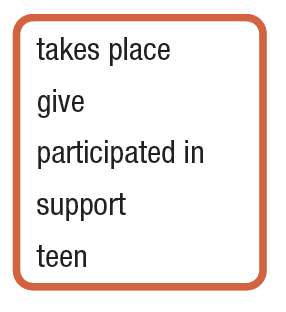 takes place
give
participated in
support
teen